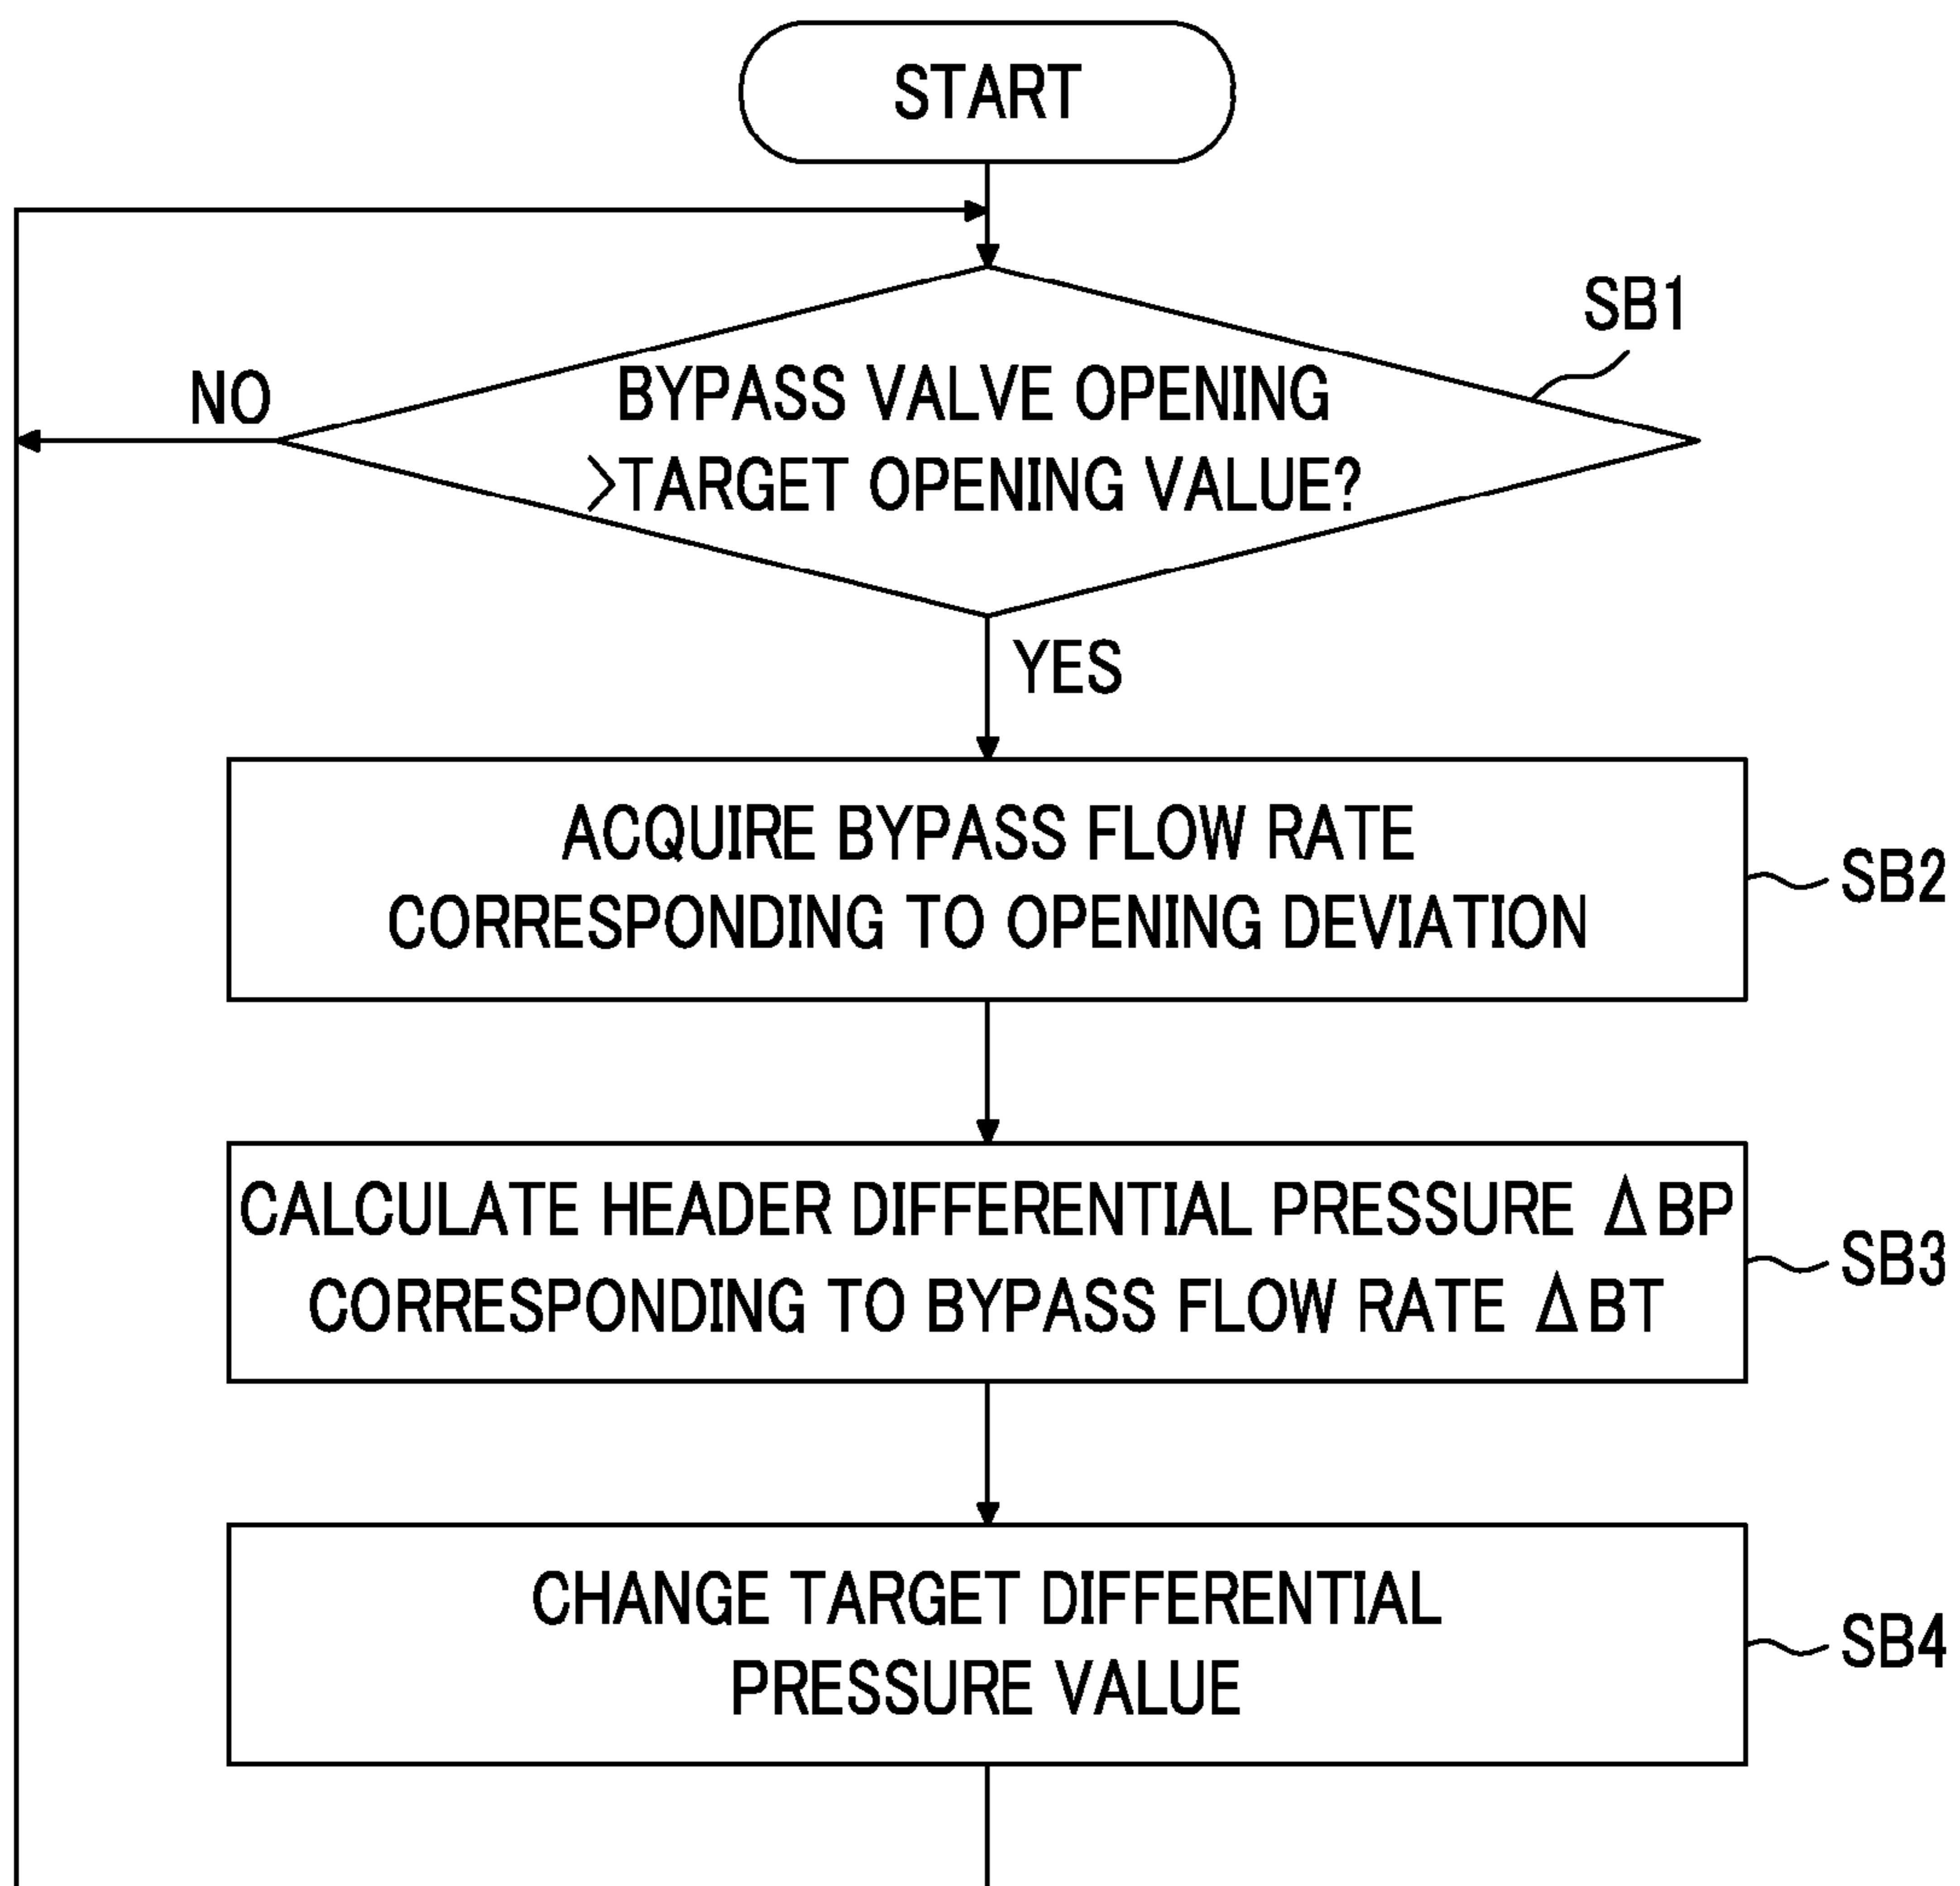 START
SB1
NO
BYPASS VALVE OPENING
>TARGET OPENING VALUE?
YES
ACQUIRE BYPASS FLOW RATE
CORRESPONDING TO OPENING DEVIATION
SB2
CALCULATE HEADER DIFFERENTIAL PRESSURE ΔBP
CORRESPONDING TO BYPASS FLOW RATE ΔBT
SB3
CHANGE TARGET DIFFERENTIAL
PRESSURE VALUE
SB4